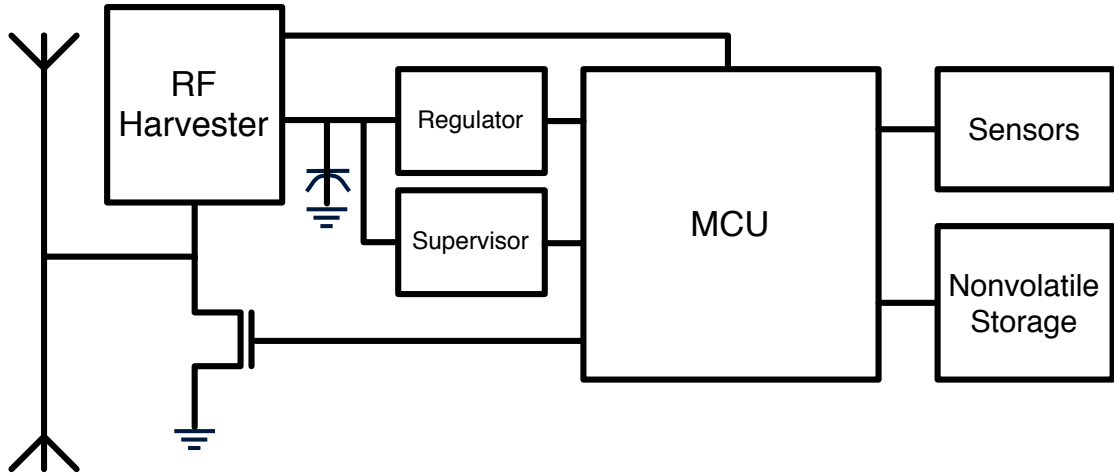 RF
Harvester
Regulator
Supervisor
MCU
Sensors
Nonvolatile
Storage